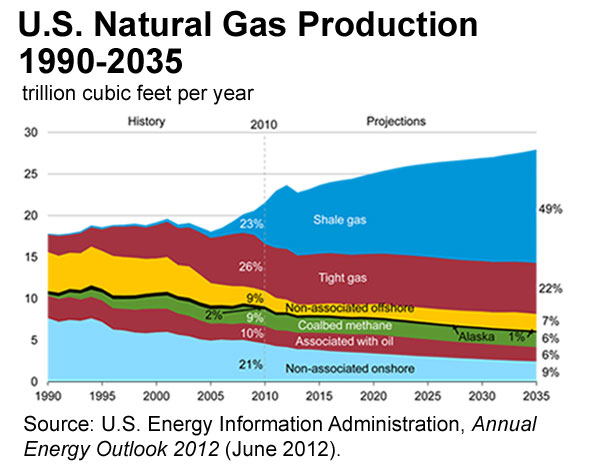 U.S. Natural Gas Production
1990-2035
trillion cubic feet per year
History 2010 Projections
30
25
20
15
10
5
0
23%
Shale gas
49%
26%
Tight gas
22%
9%
Non-associated offshore
7%
2%
9%
Coalbed methane
Alaska 1%
6%
10%
Associated with oil
6%
21%
Non-associated onshore
9%
1990 1995 2000 2005 2010 2015 2020 2025 2030 2035
Source: U.S. Energy Information Administration, Annual
Energy Outlook 2012 (June 2012).